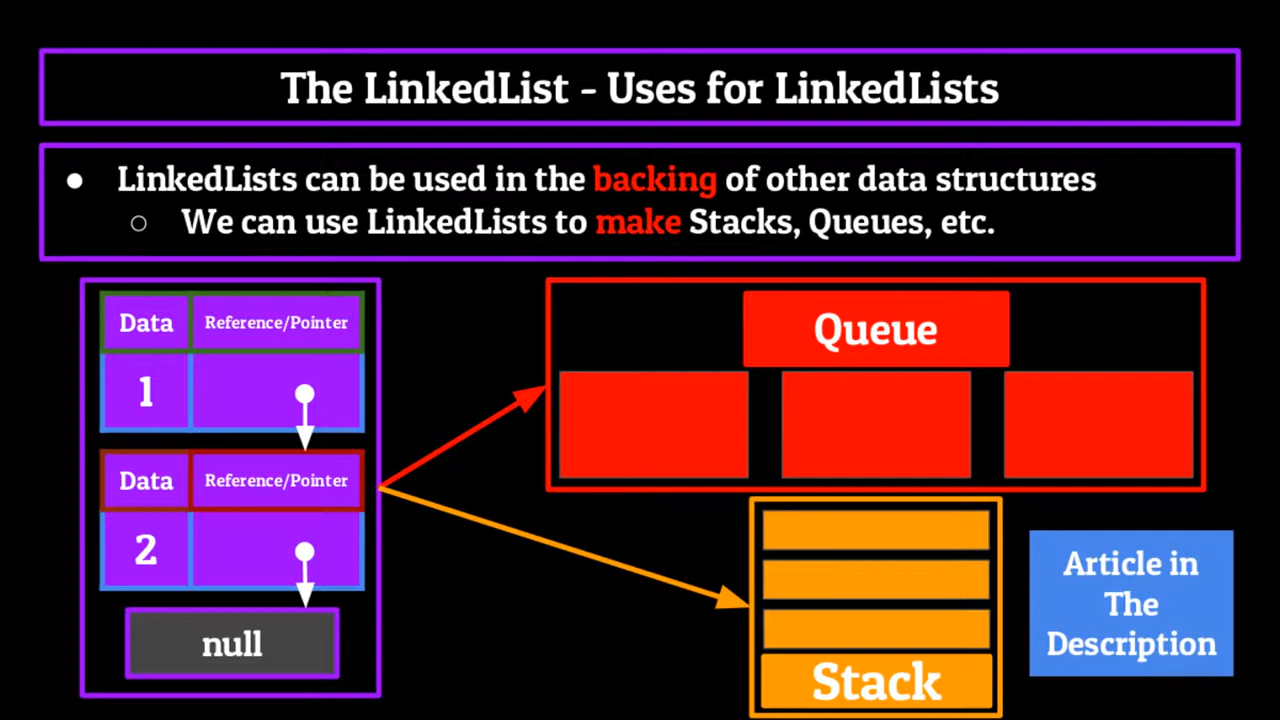 The LinkedList - Uses for LinkedLists
● LinkedLists can be used in the backing of other data structures
○ We can use LinkedLists to make Stacks, Queues, etc.
Data Reference/Pointer
1
Data Reference/Pointer
2
null
Queue
Stack
Article in
The
Description